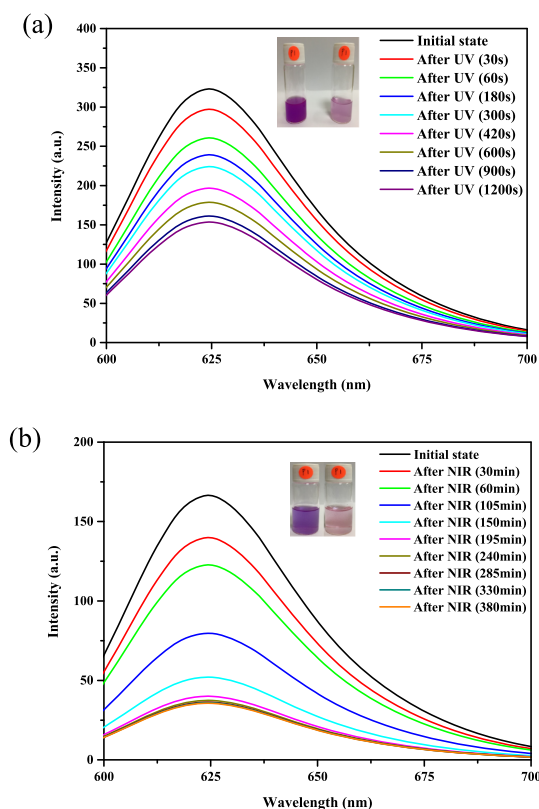 (a)
400
350
300
250
200
150
100
50
0
600
625
650
675
700
Intensity (a.u.)
Wavelength (nm)
Initial state
After UV (30s)
After UV (60s)
After UV (180s)
After UV (300s)
After UV (420s)
After UV (600s)
After UV (900s)
After UV (1200s)
(b)
200
150
100
50
0
600
625
650
675
700
Intensity (a.u.)
Wavelength (nm)
Initial state
After NIR (30min)
After NIR (60min)
After NIR (105min)
After NIR (150min)
After NIR (195min)
After NIR (240min)
After NIR (285min)
After NIR (330min)
After NIR (380min)